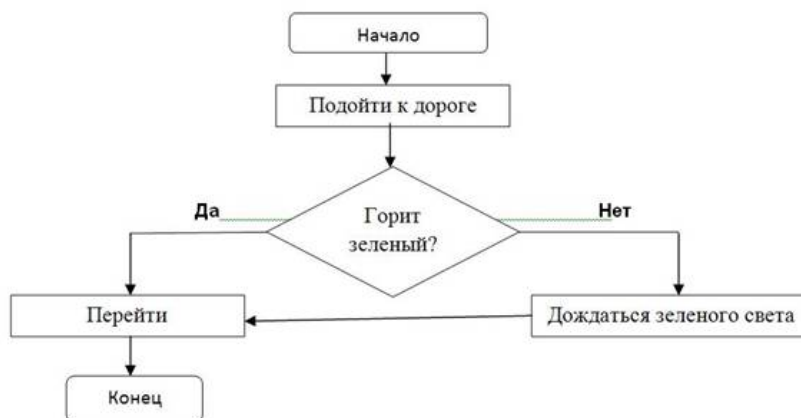 Начало
Подойти к дороге
Да
Нет
Горит
зеленый?
Перейти
Дождаться зеленого света
Конец